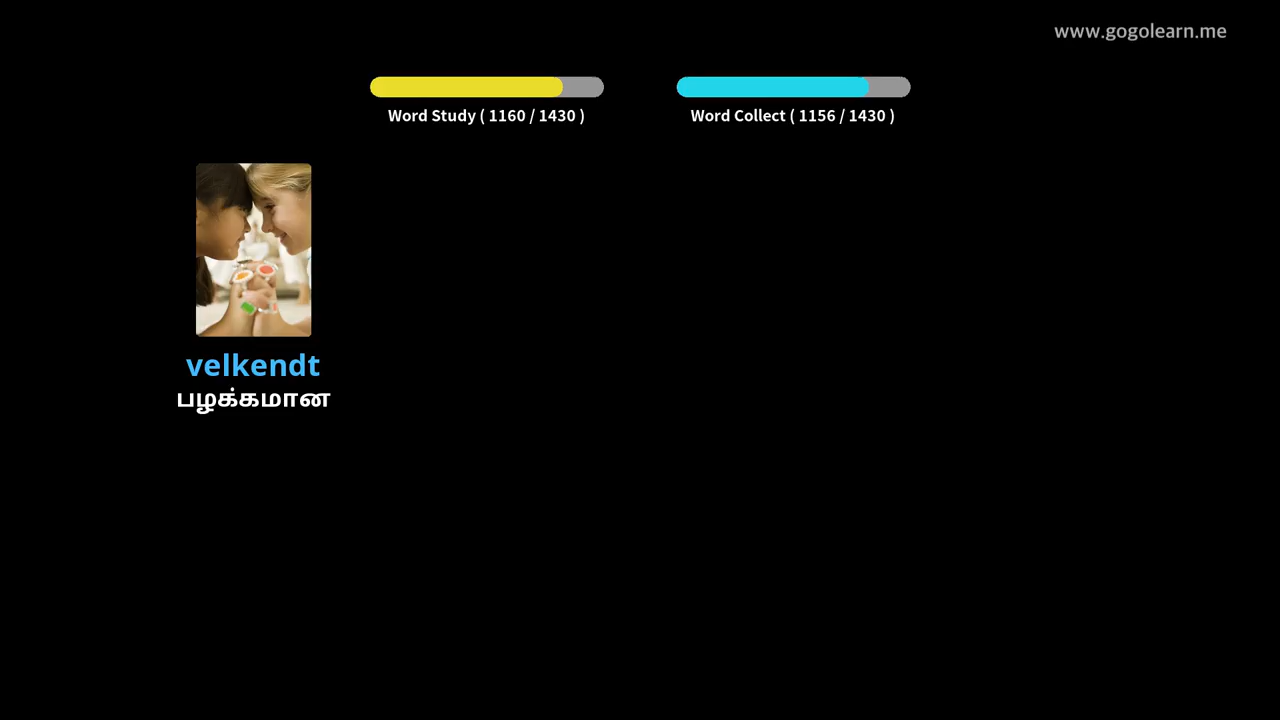 www.gogolearn.me
Word Study ( 1160 / 1430 )
Word Collect ( 1156 / 1430 )
velkendt
பழக்கமான